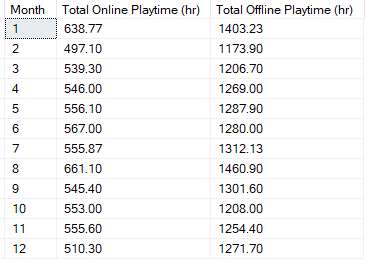 Month Total Online Playtime (hr) Total Offline Playtime (hr)
1 638.77 1403.23
2 497.10 1173.90
3 539.30 1206.70
4 546.00 1269.00
5 556.10 1287.90
6 567.00 1280.00
7 555.87 1312.13
8 661.10 1460.90
9 545.40 1301.60
10 553.00 1208.00
11 555.60 1254.40
12 510.30 1271.70